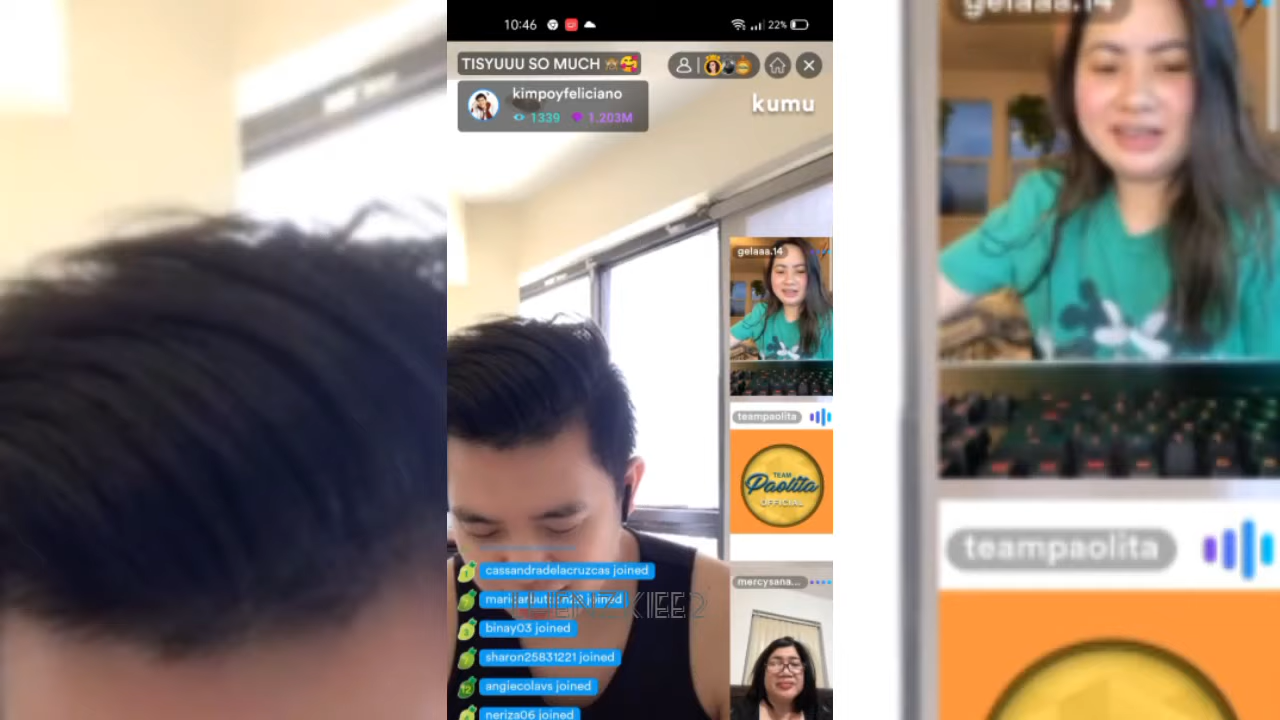 10:46
22%
TISYUUU SO MUCH
kimpoyfeliciano
1339 1.203M
kumu
gelaaa.14
teampaolita
TEAM
Paolita
OFFICIAL
mercysana...
cassandradelacruzcas joined
joined
binay03 joined
sharon25831221 joined
angiecolavs joined
neriza06 joined
gelaaa.14
teampaolita